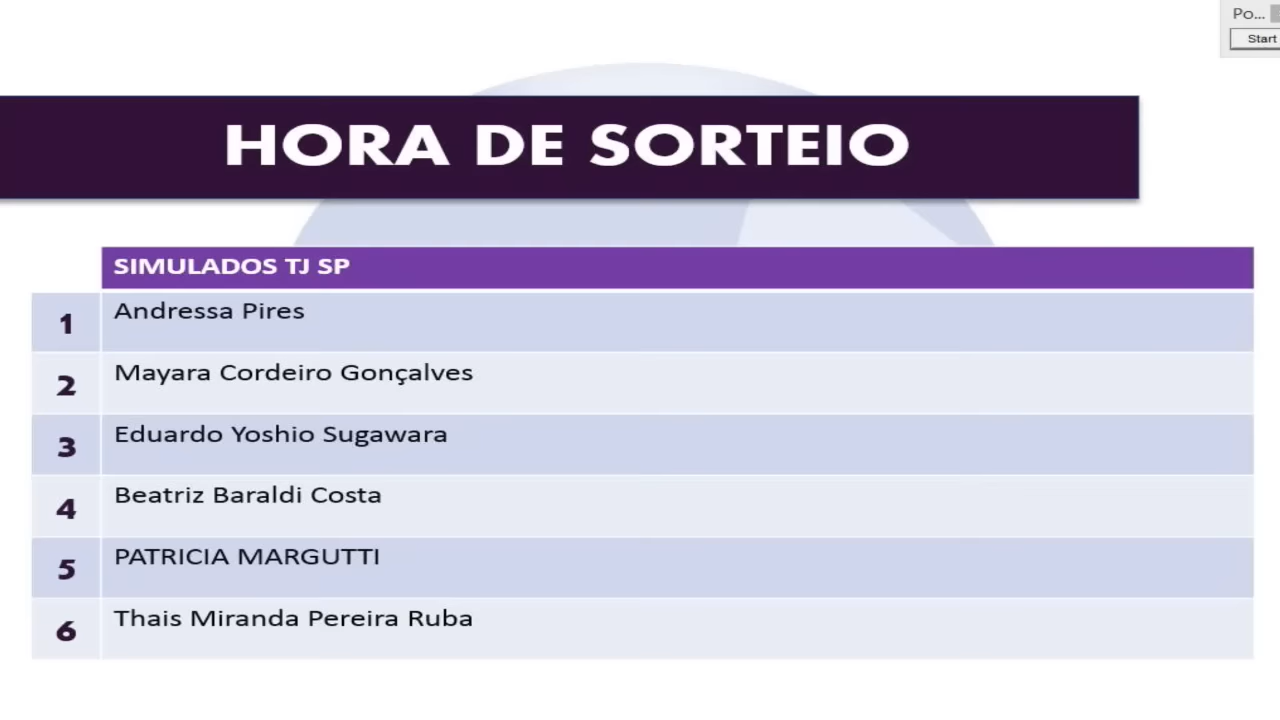 Po...
Start
HORA DE SORTEIO
SIMULADOS TJ SP
1 Andressa Pires
2 Mayara Cordeiro Gonçalves
3 Eduardo Yoshio Sugawara
4 Beatriz Baraldi Costa
5 PATRICIA MARGUTTI
6 Thais Miranda Pereira Ruba